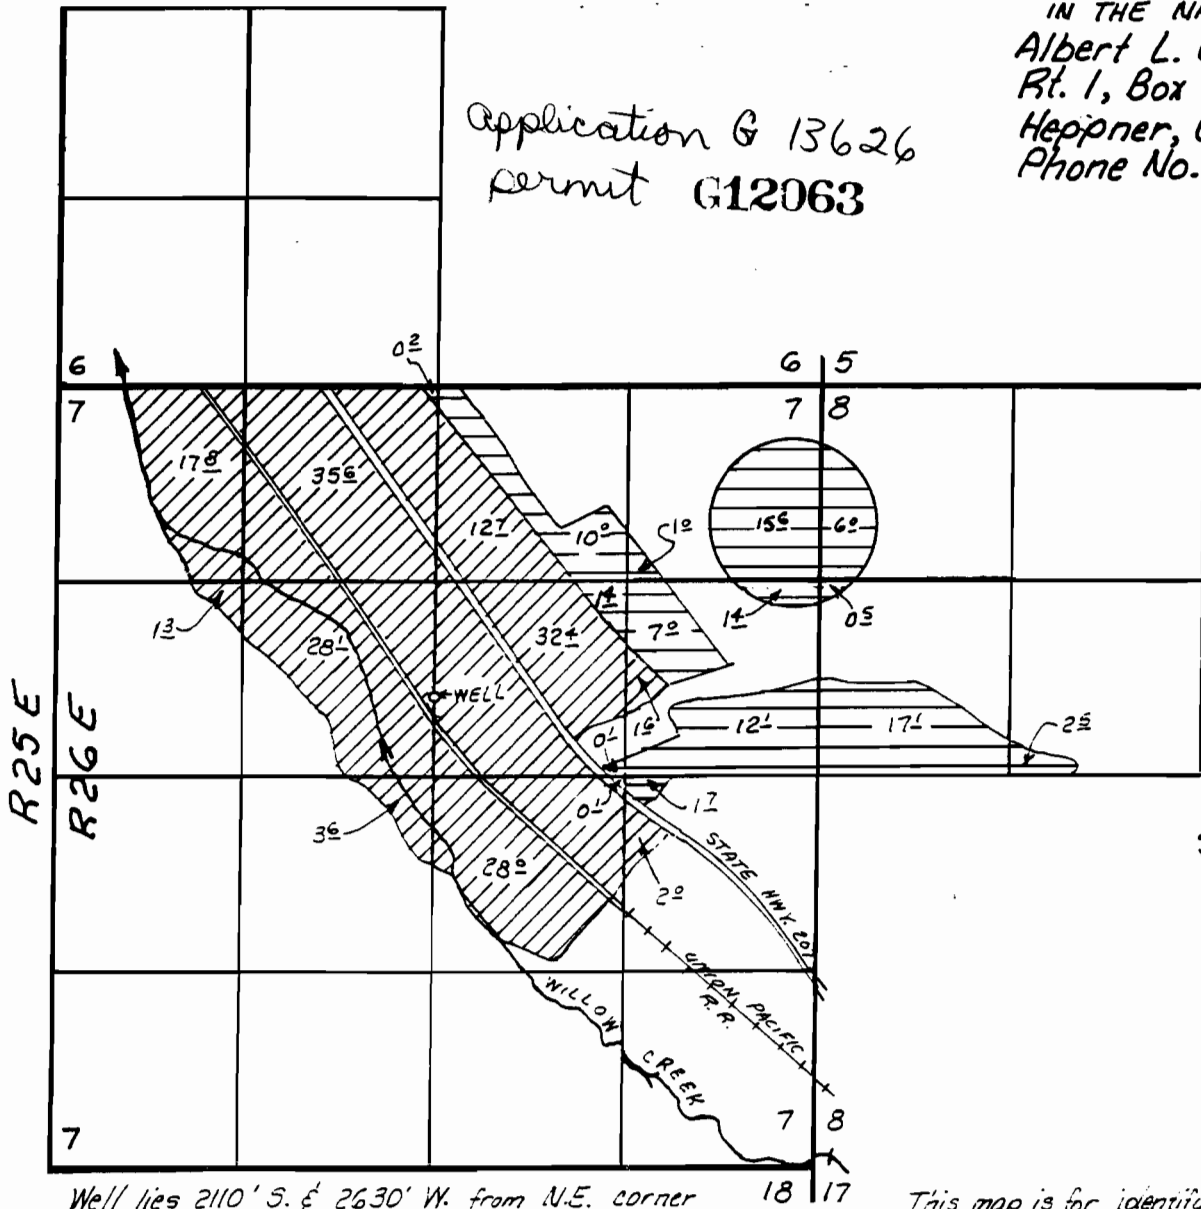 IN THE
Albert L.
Rt. 1, Box
Heppner,
Phone No.
Application G 13626
permit G12063
6
7
0 2
6 5
7 8
17 8
35 6
12 7
10 0
1 0
15 6
6 0
1 3
28 1
32 4
1 4
7 0
1 4
0 5
WELL
0 1
1 6
12 1
17 1
2 5
R25E
R26E
3 6
28 0
0 1
1 7
2 0
STATE HWY. 207
UNION PACIFIC
R.R.
WILLOW
CREEK
7
7 8
18 17
Well lies 2110' S. & 2630' W. from N.E. corner
This map is for